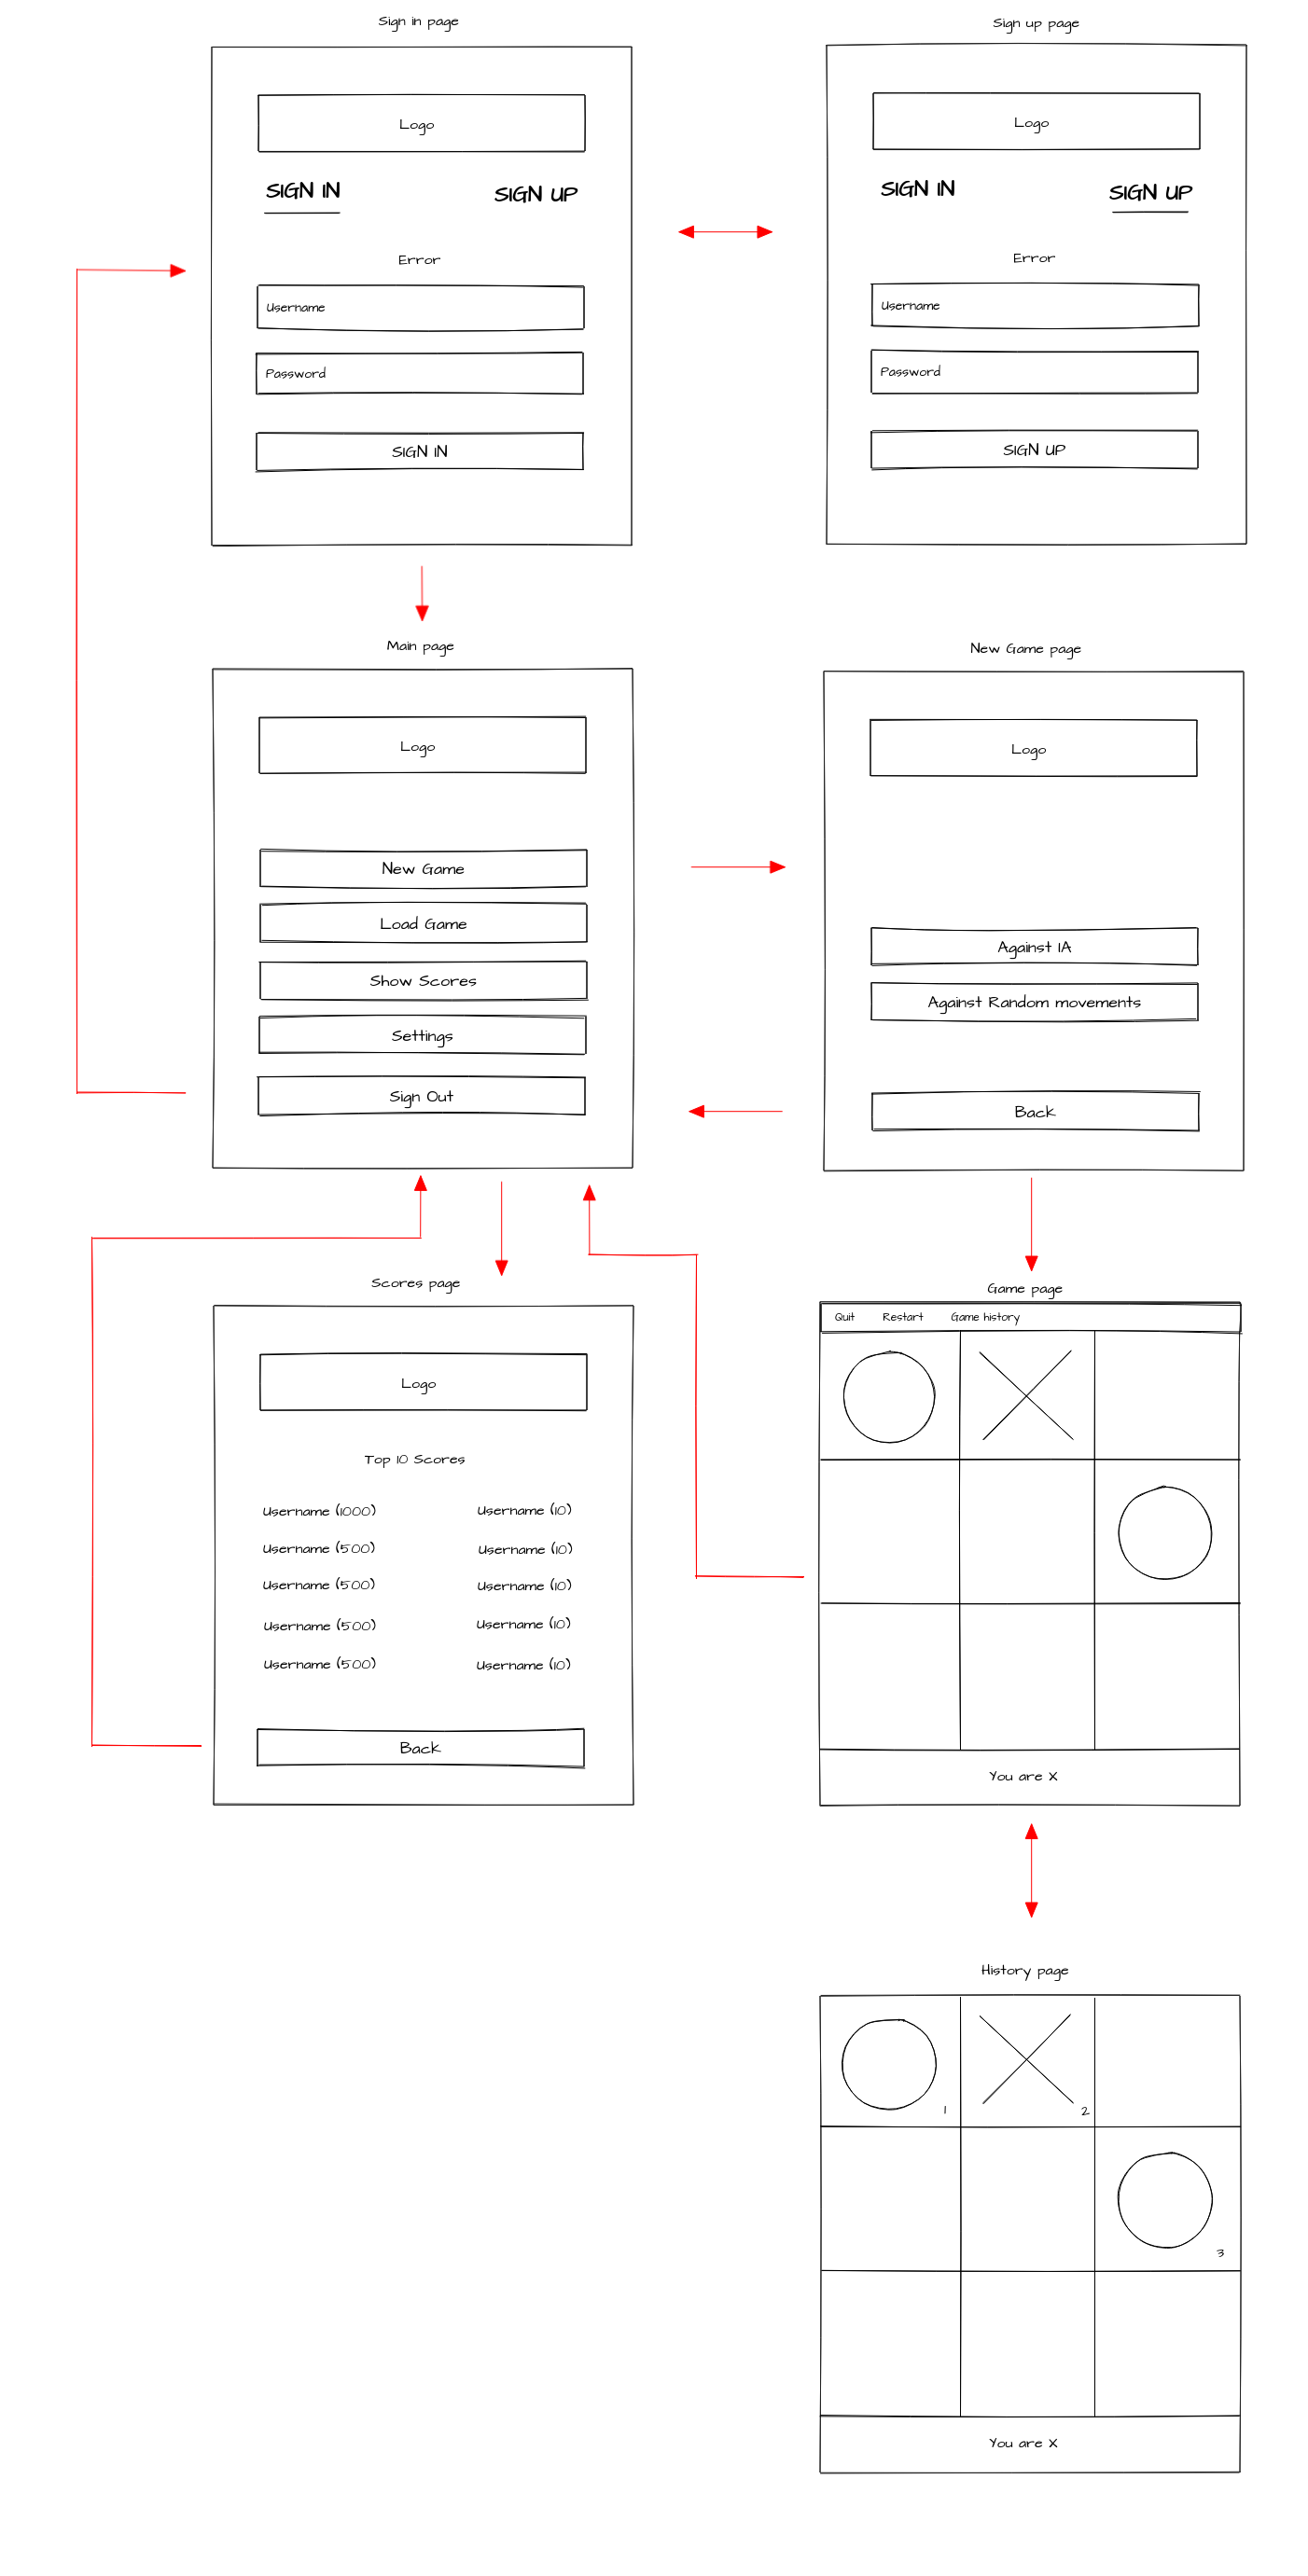 Sign in page
Logo
SIGN IN
SIGN UP
Error
Username
Password
SIGN IN
Sign up page
Logo
SIGN IN
SIGN UP
Error
Username
Password
SIGN UP
Main page
Logo
New Game
Load Game
Show Scores
Settings
Sign Out
New Game page
Logo
Against IA
Against Random movements
Back
Scores page
Logo
Top 10 Scores
Username (1000)
Username (10)
Username (500)
Username (10)
Username (500)
Username (10)
Username (500)
Username (10)
Username (500)
Username (10)
Back
Game page
Quit Restart Game history
You are X
History page
1
2
3
You are X